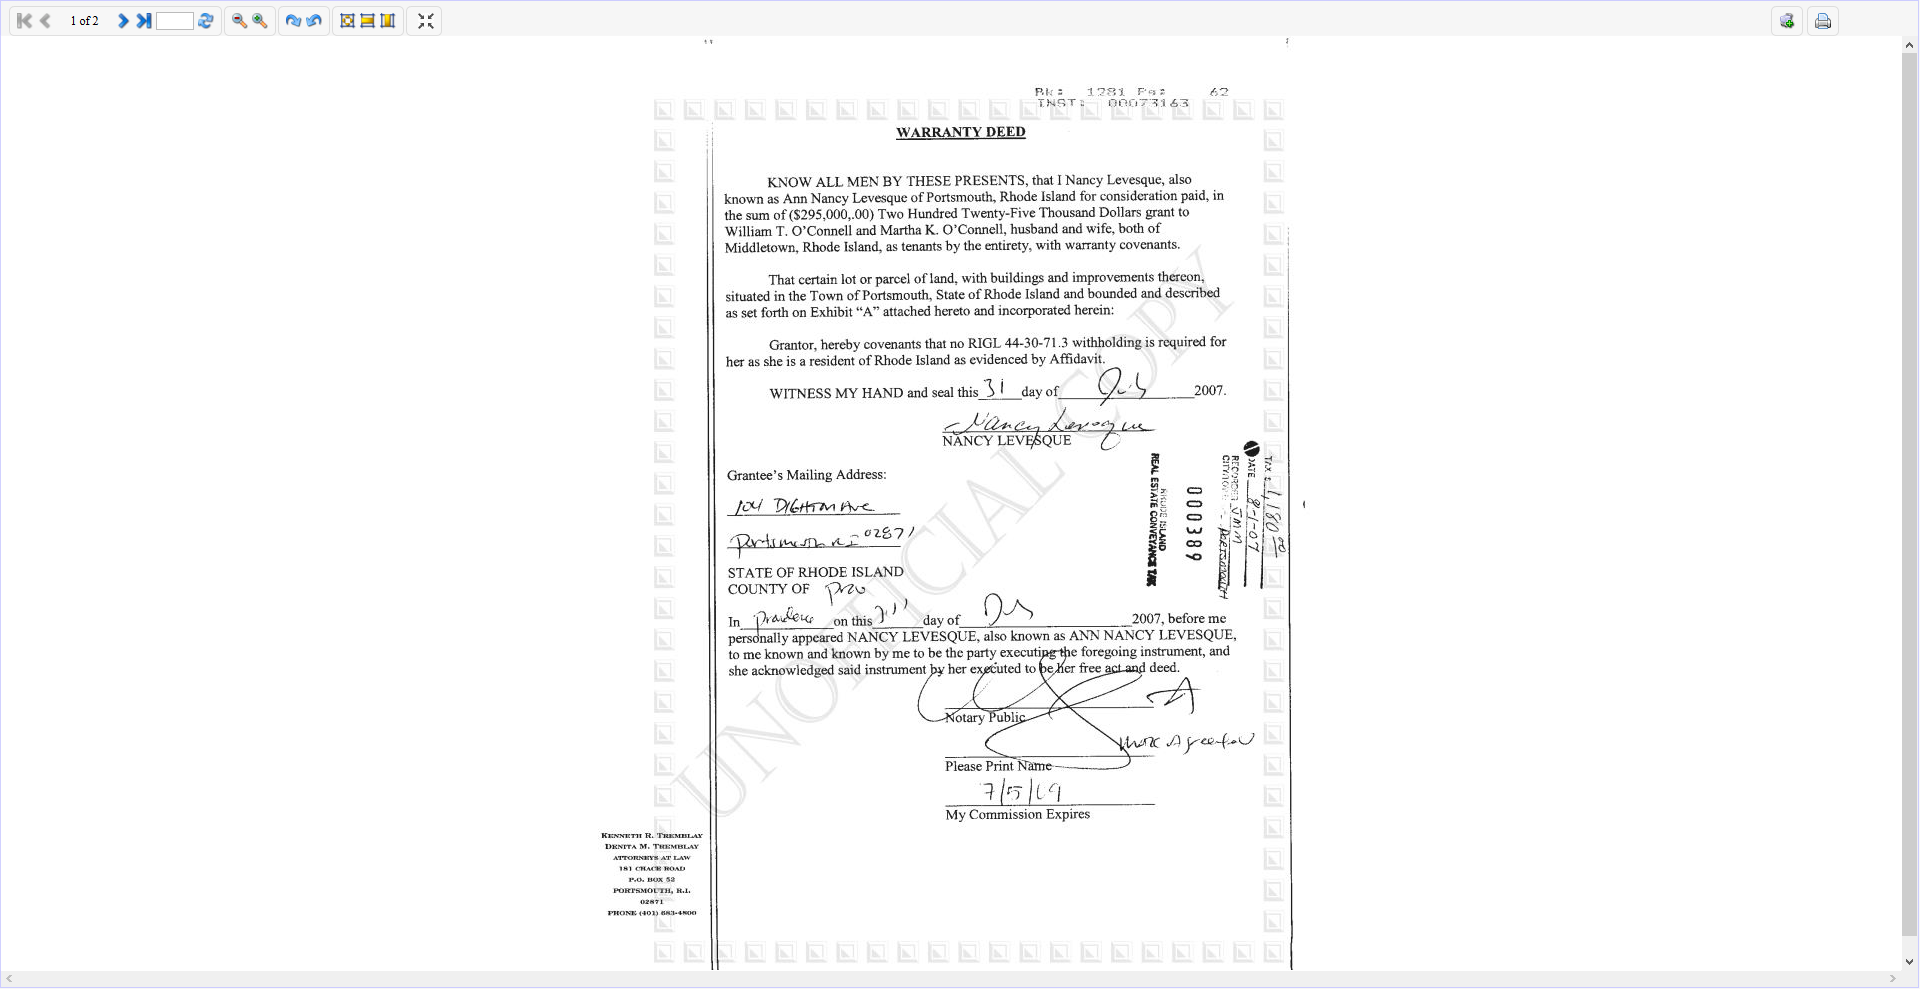 1 of 2
Bk: 1281 Pg: 62
INST: 00073163
WARRANTY DEED
KNOW ALL MEN BY THESE PRESENTS, that I Nancy Levesque, also
known as Ann Nancy Levesque of Portsmouth, Rhode Island for consideration paid, in
the sum of ($295,000,.00) Two Hundred Twenty-Five Thousand Dollars grant to
William T. O'Connell and Martha K. O'Connell, husband and wife, both of
Middletown, Rhode Island, as tenants by the entirety, with warranty covenants.
That certain lot or parcel of land, with buildings and improvements thereon,
situated in the Town of Portsmouth, State of Rhode Island and bounded and described
as set forth on Exhibit “A” attached hereto and incorporated herein:
Grantor, hereby covenants that no RIGL 44-30-71.3 withholding is required for
her as she is a resident of Rhode Island as evidenced by Affidavit.
WITNESS MY HAND and seal this 31 day of July 2007.
Nancy Levesque
NANCY LEVESQUE
Grantee's Mailing Address:
104 DIGHTON AVE
Portsmouth RI 02871
STATE OF RHODE ISLAND
COUNTY OF Prov
In Providence on this 31 day of July 2007, before me
personally appeared NANCY LEVESQUE, also known as ANN NANCY LEVESQUE,
to me known and known by me to be the party executing the foregoing instrument, and
she acknowledged said instrument by her executed to be her free act and deed.
Notary Public
Please Print Name
7/5/09
My Commission Expires
TAX $ 1,180.00
DATE 8-1-07
RECORDER JMM
PORTSMOUTH
000389
RHODE ISLAND
REAL ESTATE CONVEYANCE TAX
KENNETH R. TREMBLAY
DENITA M. TREMBLAY
ATTORNEYS AT LAW
181 CHACE ROAD
P.O. BOX 52
PORTSMOUTH, R.I.
02871
PHONE (401) 683-4800
UNOFFICIAL COPY